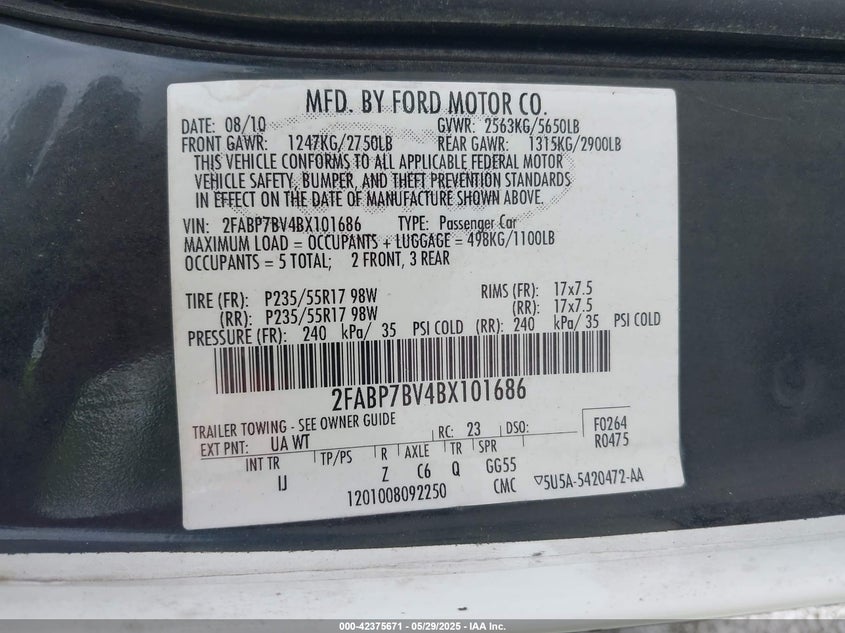 MFD. BY FORD MOTOR CO.
DATE: 08/10 GVWR: 2563KG/5650LB
FRONT GAWR: 1247KG/2750LB REAR GAWR: 1315KG/2900LB
THIS VEHICLE CONFORMS TO ALL APPLICABLE FEDERAL MOTOR
VEHICLE SAFETY, BUMPER, AND THEFT PREVENTION STANDARDS
IN EFFECT ON THE DATE OF MANUFACTURE SHOWN ABOVE.
VIN: 2FABP7BV4BX101686 TYPE: Passenger Car
MAXIMUM LOAD = OCCUPANTS + LUGGAGE = 498KG/1100LB
OCCUPANTS = 5 TOTAL; 2 FRONT, 3 REAR
TIRE (FR): P235/55R17 98W RIMS (FR): 17x7.5
(RR): P235/55R17 98W (RR): 17x7.5
PRESSURE (FR): 240 kPa/ 35 PSI COLD (RR): 240 kPa/ 35 PSI COLD
2FABP7BV4BX101686
TRAILER TOWING - SEE OWNER GUIDE
EXT PNT: UA WT RC: 23 DSO: F0264
R0475
INT TR TP/PS R AXLE TR SPR
IJ Z C6 Q GG55
1201008092250 CMC ▽5U5A-5420472-AA
000-42375671 - 05/29/2025 - IAA Inc.